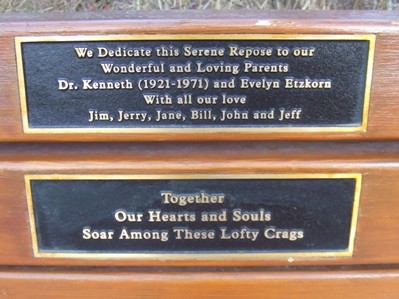 We Dedicate this Serene Repose to our
Wonderful and Loving Parents
Dr. Kenneth (1921-1971) and Evelyn Etzkorn
With all our love
Jim, Jerry, Jane, Bill, John and Jeff
Together
Our Hearts and Souls
Soar Among These Lofty Crags